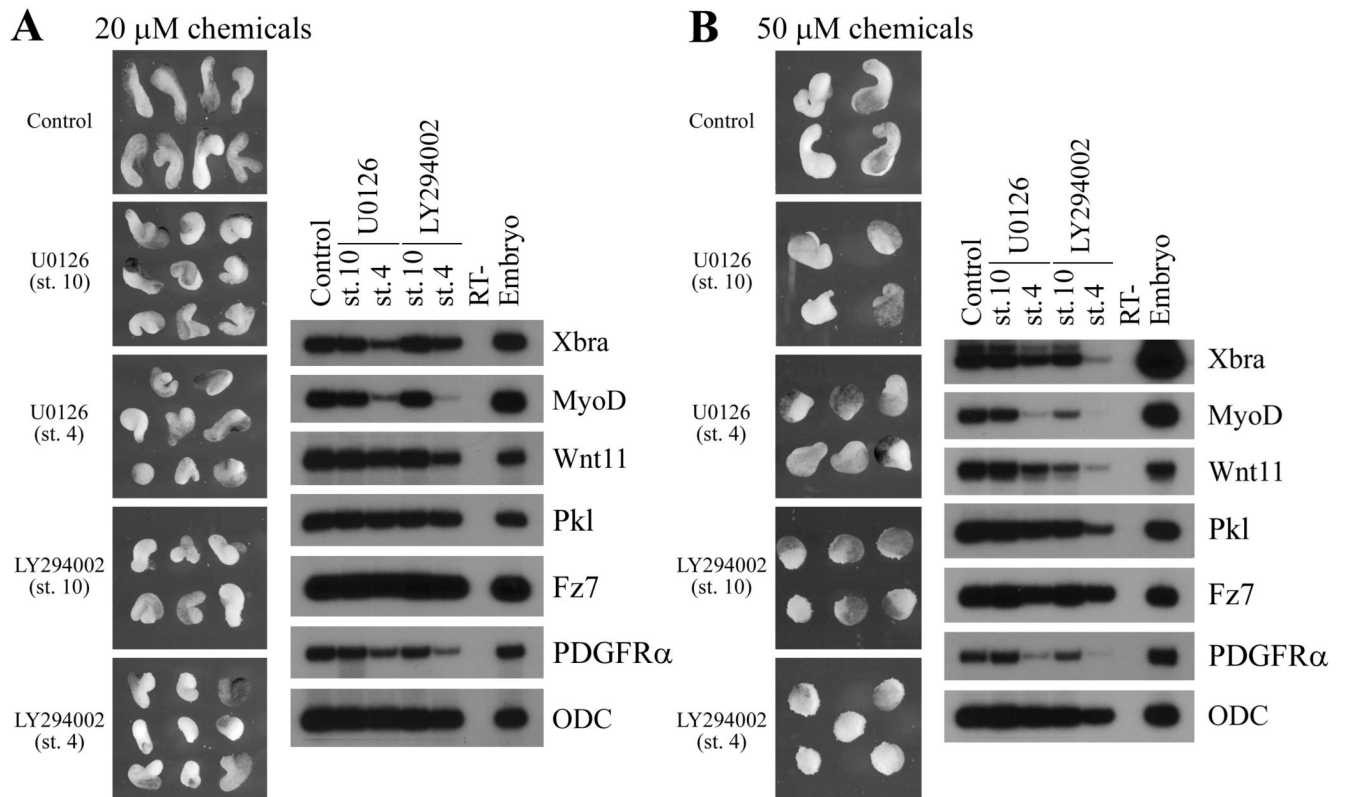 A 20 μM chemicals
Control
U0126
(st. 10)
U0126
(st. 4)
LY294002
(st. 10)
LY294002
(st. 4)
Control
U0126
st.10
st.4
LY294002
st.10
st.4
RT-
Embryo
Xbra
MyoD
Wnt11
Pkl
Fz7
PDGFRα
ODC
B 50 μM chemicals
Control
U0126
(st. 10)
U0126
(st. 4)
LY294002
(st. 10)
LY294002
(st. 4)
Control
U0126
st.10
st.4
LY294002
st.10
st.4
RT-
Embryo
Xbra
MyoD
Wnt11
Pkl
Fz7
PDGFRα
ODC